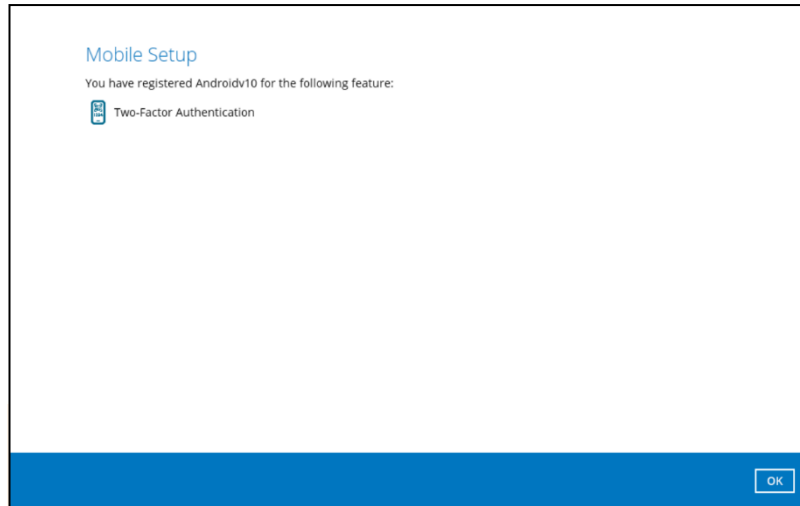 Mobile Setup
You have registered Androidv10 for the following feature:
Two-Factor Authentication
OK